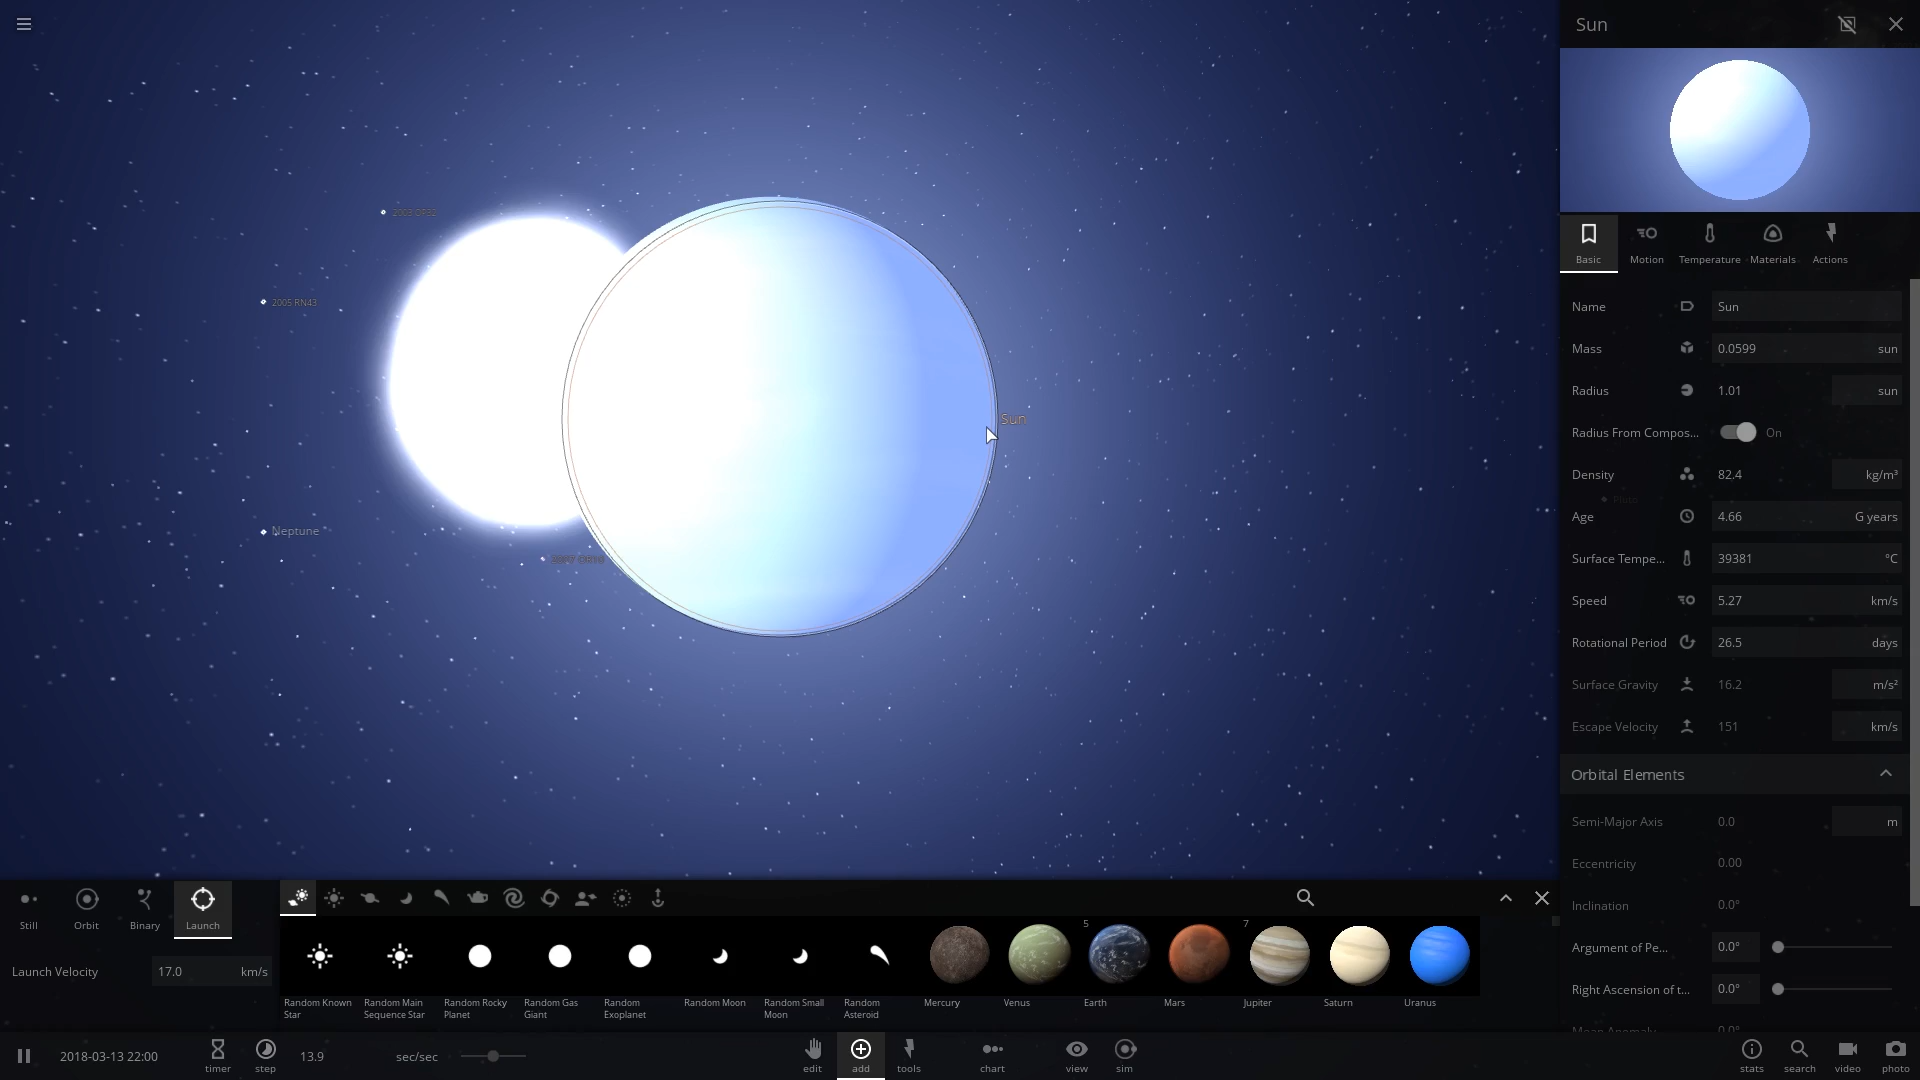 Sun
2003 OP32
2005 RN43
Sun
Neptune
Basic
Motion
Temperature
Materials
Actions
Name
Sun
Mass
0.0599
sun
Radius
1.01
sun
Radius From Compos...
On
Density
82.4
kg/m³
Age
4.66
G years
Surface Tempe...
39381
°C
Speed
5.27
km/s
Rotational Period
26.5
days
Surface Gravity
16.2
m/s²
Escape Velocity
151
km/s
Orbital Elements
Semi-Major Axis
0.0
m
Eccentricity
0.00
Inclination
0.0°
Argument of Pe...
0.0°
Right Ascension of t...
0.0°
Mean Anomaly
0.0°
Still
Orbit
Binary
Launch
Launch Velocity
17.0
km/s
5
7
Random Known
Star
Random Main
Sequence Star
Random Rocky
Planet
Random Gas
Giant
Random
Exoplanet
Random Moon
Random Small
Moon
Random
Asteroid
Mercury
Venus
Earth
Mars
Jupiter
Saturn
Uranus
2018-03-13 22:00
timer
step
13.9
sec/sec
edit
add
tools
chart
view
sim
stats
search
video
photo